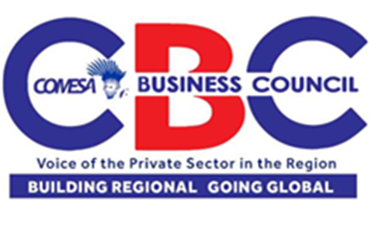 CBC
COMESA BUSINESS COUNCIL
Voice of the Private Sector in the Region
BUILDING REGIONAL GOING GLOBAL